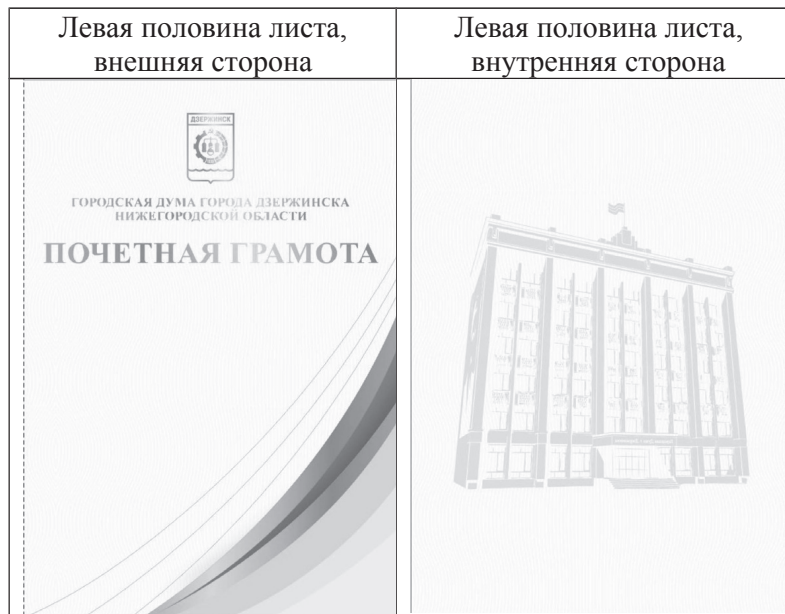 Левая половина листа,
внешняя сторона
Левая половина листа,
внутренняя сторона
ДЗЕРЖИНСК
ГОРОДСКАЯ ДУМА ГОРОДА ДЗЕРЖИНСКА
НИЖЕГОРОДСКОЙ ОБЛАСТИ
ПОЧЕТНАЯ ГРАМОТА